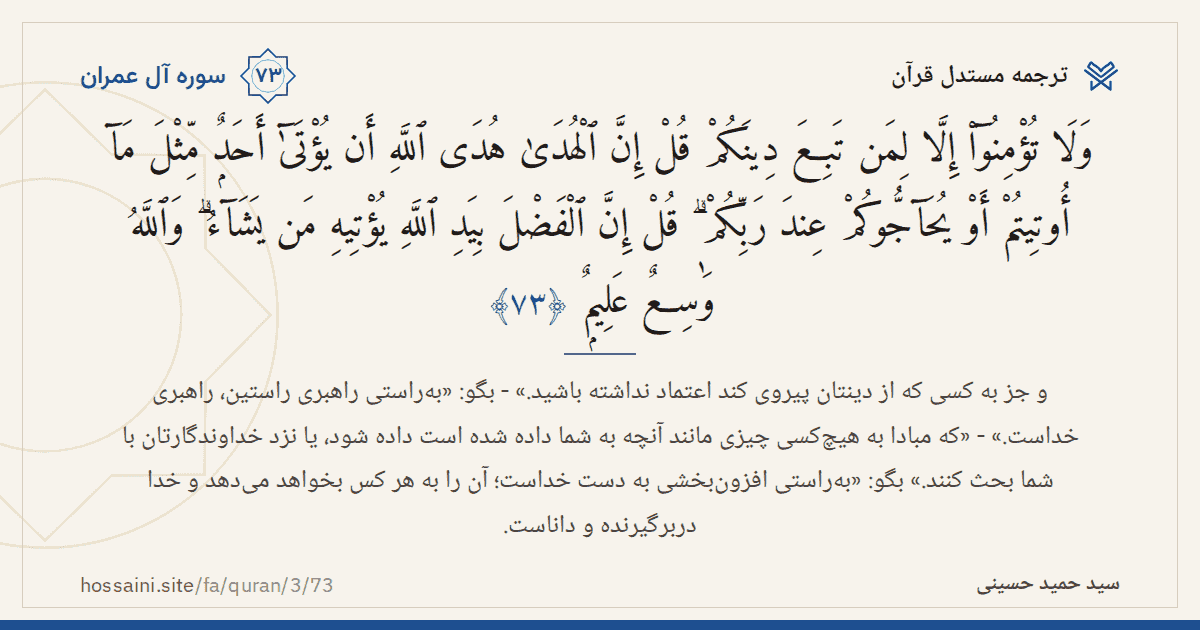 ترجمه مستدل قرآن
۷۳ سوره آل عمران
وَلَا تُؤْمِنُوٓا۟ إِلَّا لِمَن تَبِعَ دِينَكُمْ قُلْ إِنَّ ٱلْهُدَىٰ هُدَى ٱللَّهِ أَن يُؤْتَىٰٓ أَحَدٌۭ مِّثْلَ مَآ
أُوتِيتُمْ أَوْ يُحَآجُّوكُمْ عِندَ رَبِّكُمْ ۗ قُلْ إِنَّ ٱلْفَضْلَ بِيَدِ ٱللَّهِ يُؤْتِيهِ مَن يَشَآءُ ۗ وَٱللَّهُ
وَٰسِعٌ عَلِيمٌۭ ﴿۷۳﴾
و جز به کسی که از دینتان پیروی کند اعتماد نداشته باشید.» - بگو: «به‌راستی راهبری راستین، راهبری
خداست.» - «که مبادا به هیچ‌کسی چیزی مانند آنچه به شما داده شده است داده شود، یا نزد خداوندگارتان با
شما بحث کنند.» بگو: «به‌راستی افزون‌بخشی به دست خداست؛ آن را به هر کس بخواهد می‌دهد و خدا
دربرگیرنده و داناست.
سید حمید حسینی
hossaini.site/fa/quran/3/73